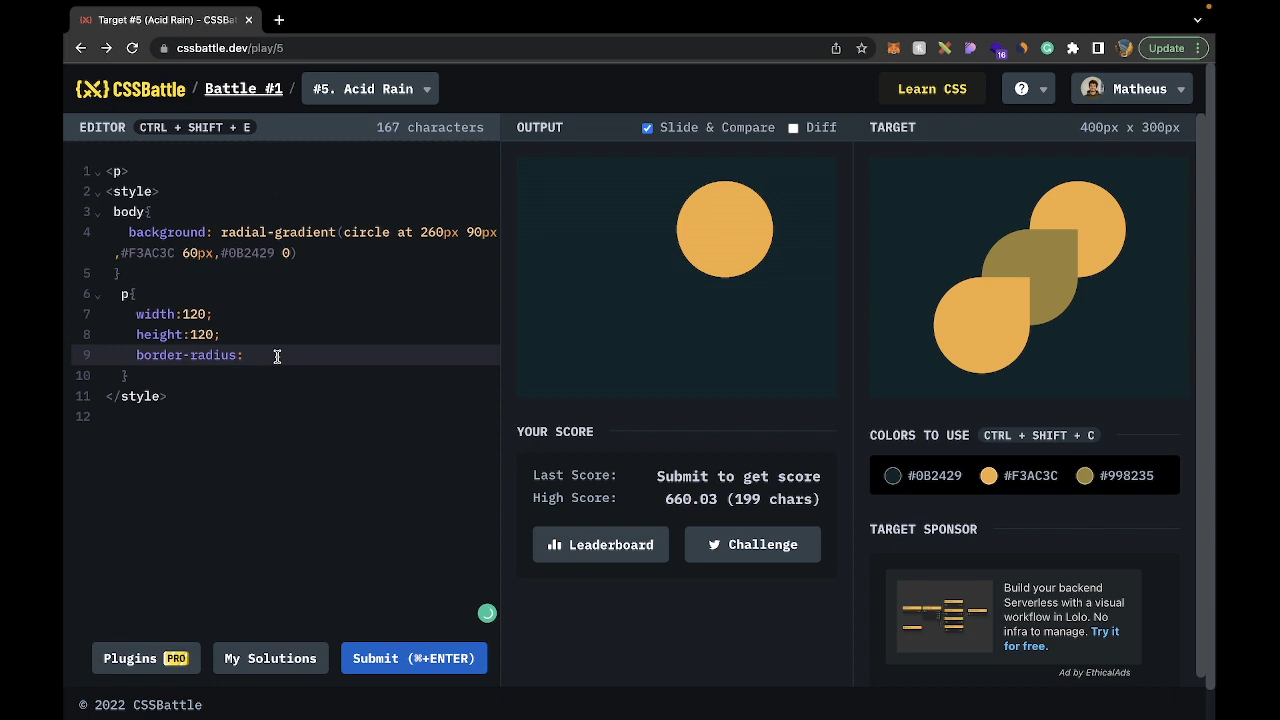 Target #5 (Acid Rain) – CSSBat
cssbattle.dev/play/5
16
Update
CSSBattle / Battle #1 / #5. Acid Rain
Learn CSS
?
Matheus
EDITOR CTRL + SHIFT + E 167 characters
1 <p>
2 <style>
3 body{
4 background: radial-gradient(circle at 260px 90px
,#F3AC3C 60px,#0B2429 0)
5 }
6 p{
7 width:120;
8 height:120;
9 border-radius:
10 }
11 </style>
12
Plugins PRO
My Solutions
Submit (⌘+ENTER)
OUTPUT
Slide & Compare
Diff
YOUR SCORE
Last Score: Submit to get score
High Score: 660.03 (199 chars)
Leaderboard
Challenge
TARGET 400px x 300px
COLORS TO USE CTRL + SHIFT + C
#0B2429 #F3AC3C #998235
TARGET SPONSOR
Build your backend
Serverless with a visual
workflow in Lolo. No
infra to manage. Try it
for free.
Ad by EthicalAds
© 2022 CSSBattle